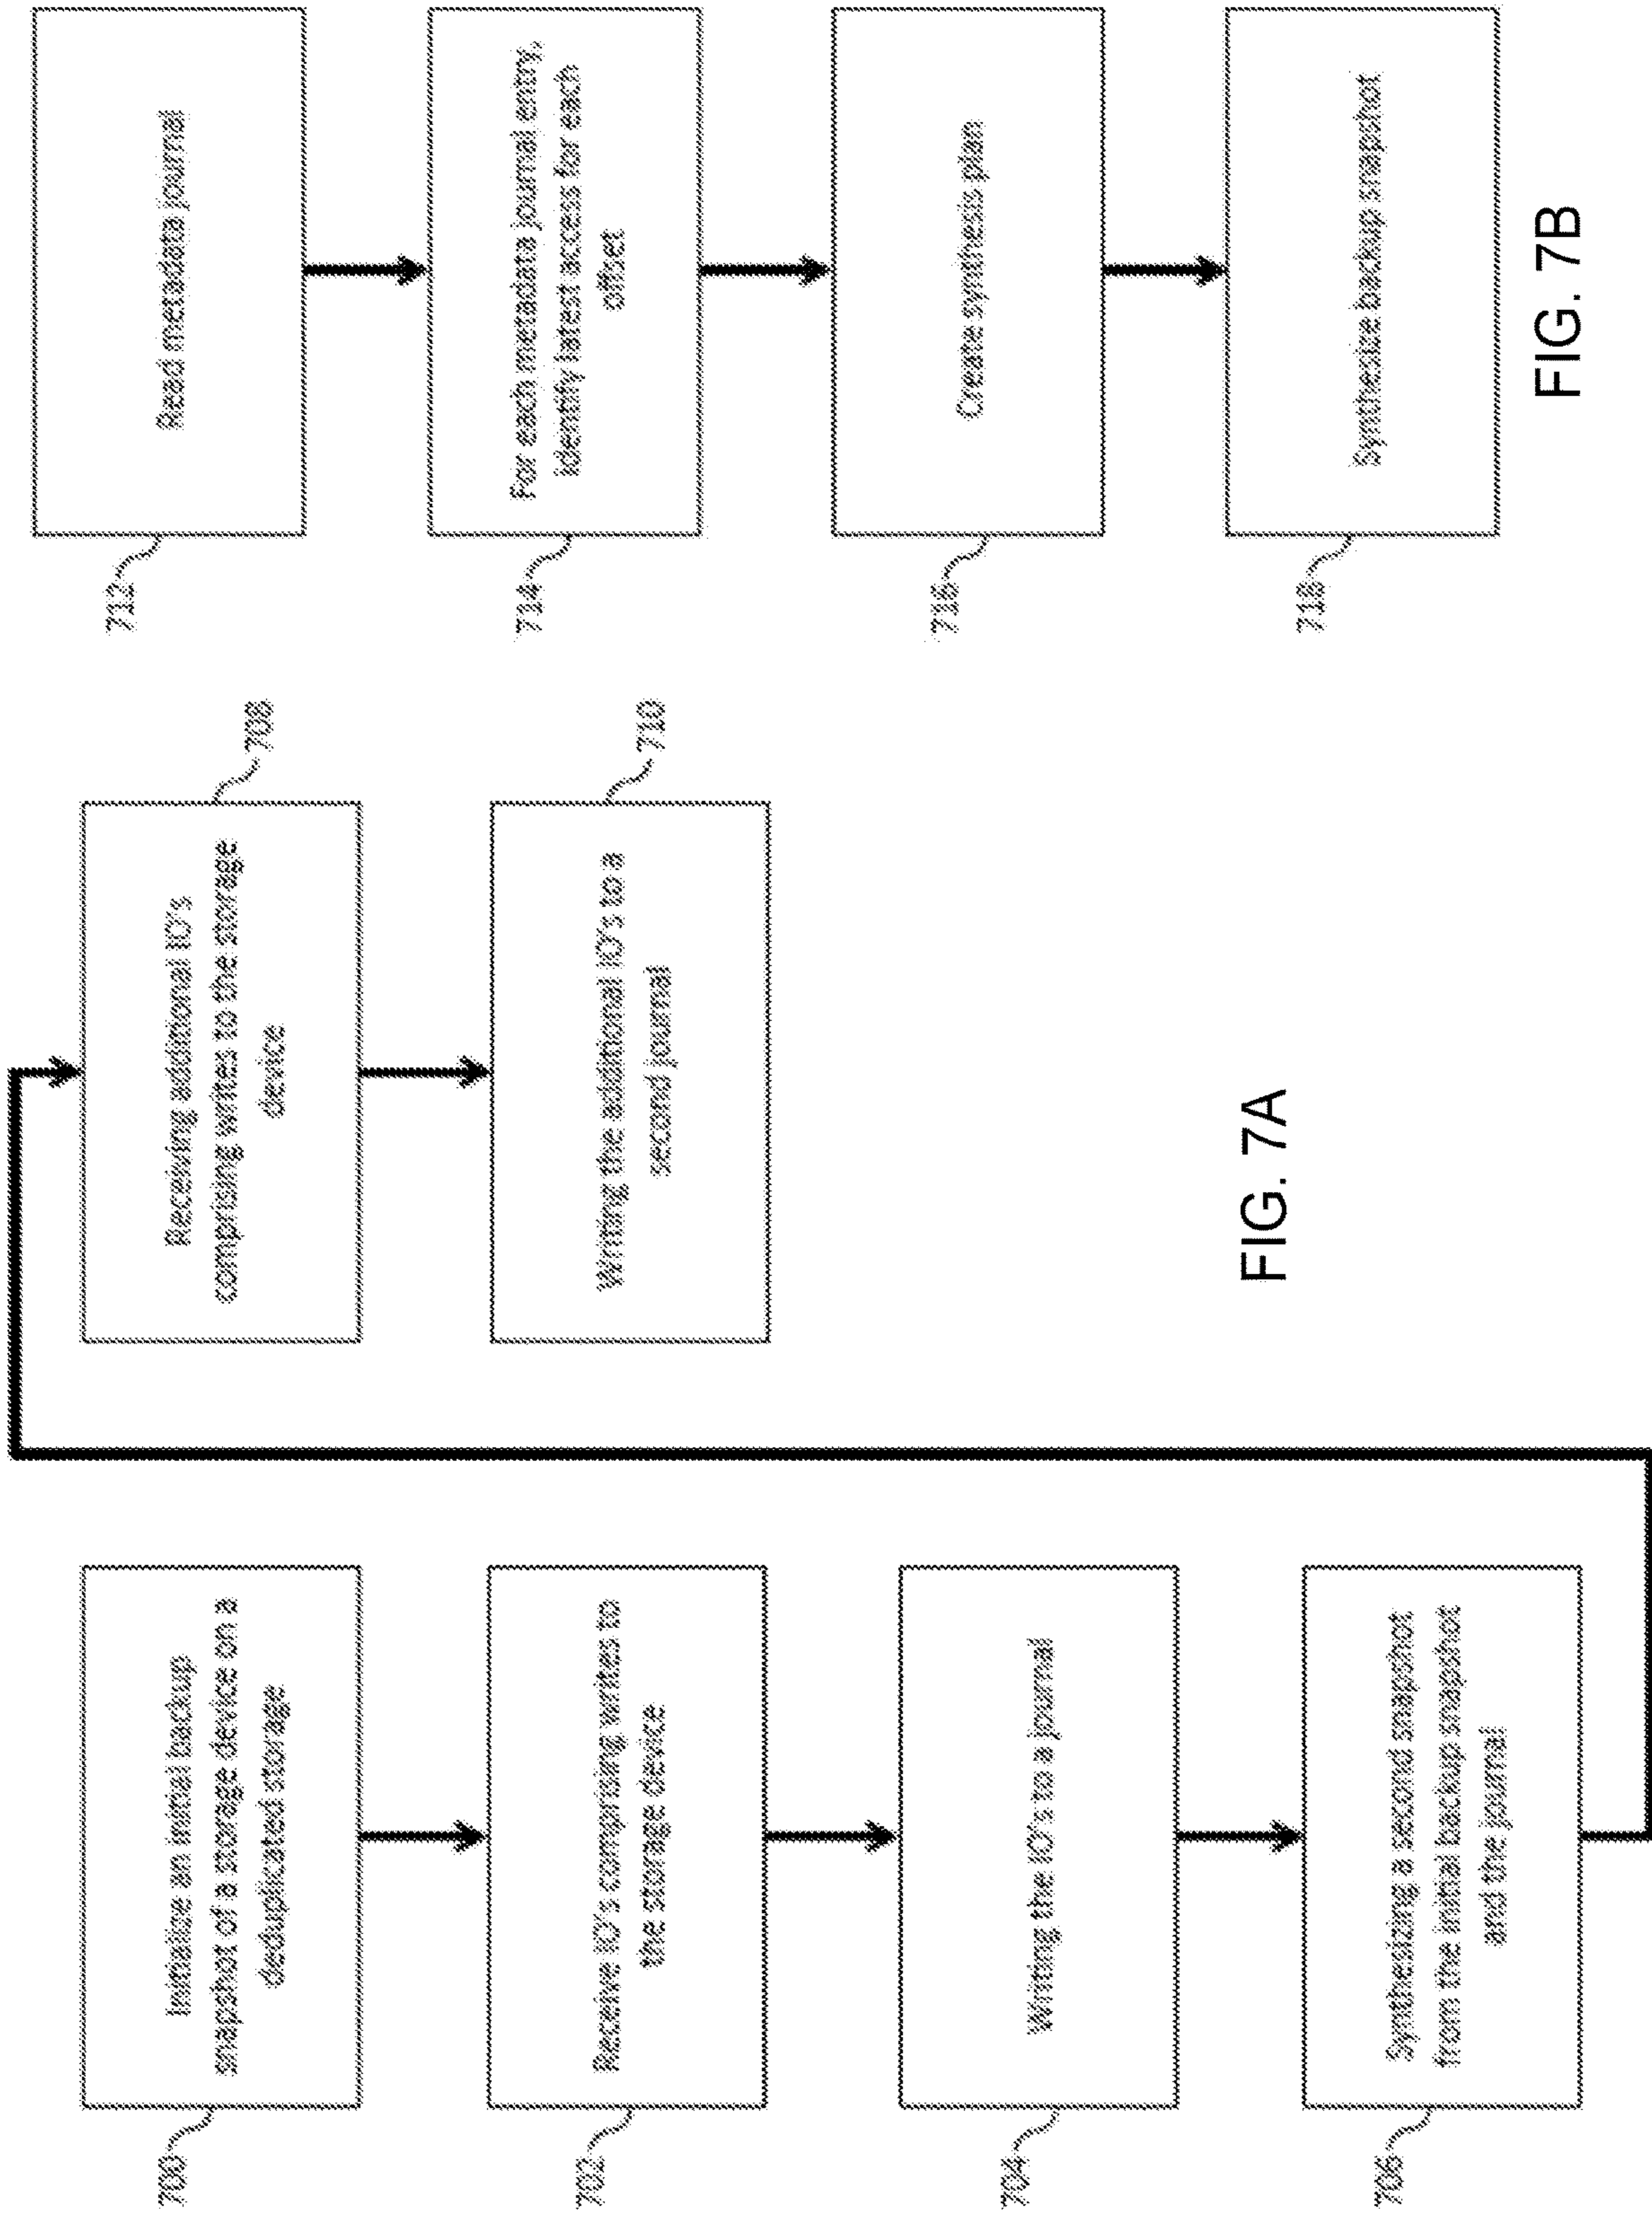 700
Initialize an initial backup
snapshot of a storage device on a
deduplicated storage
702
Receive IO's comprising writes to
the storage device
704
Writing the IO's to a journal
706
Synthesizing a second snapshot
from the initial backup snapshot
and the journal
708
Receiving additional IO's
comprising writes to the storage
device
710
Writing the additional IO's to a
second journal
FIG. 7A
712
Read metadata journal
714
For each metadata journal entry,
identify latest access for each
offset
716
Create synthesis plan
718
Synthesize backup snapshot
FIG. 7B